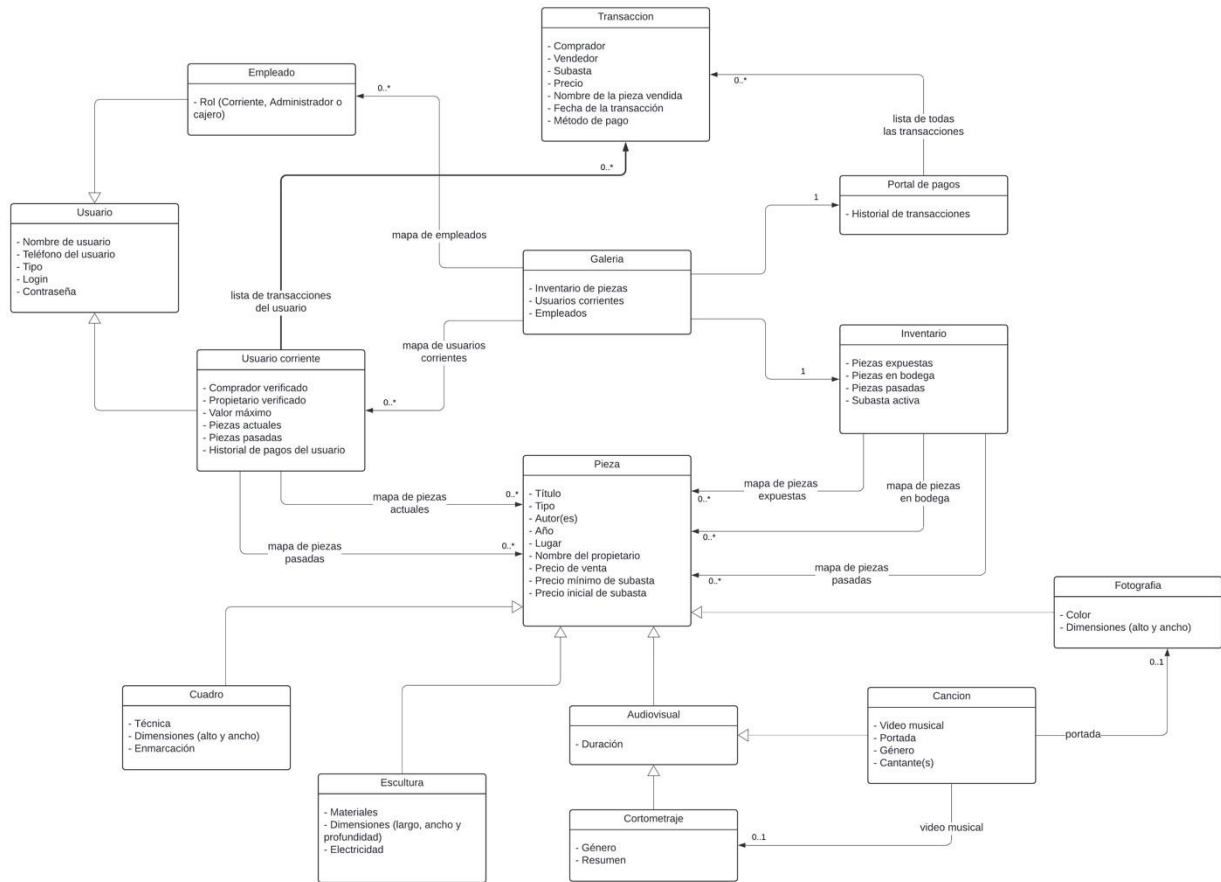 Transaccion
- Comprador
- Vendedor
- Subasta
- Precio
- Nombre de la pieza vendida
- Fecha de la transacción
- Método de pago
0..*
0..*
lista de todas
las transacciones
Empleado
- Rol (Corriente, Administrador o
cajero)
0..*
Portal de pagos
- Historial de transacciones
1
Usuario
- Nombre de usuario
- Teléfono del usuario
- Tipo
- Login
- Contraseña
mapa de empleados
lista de transacciones
del usuario
Galeria
- Inventario de piezas
- Usuarios corrientes
- Empleados
mapa de usuarios
corrientes
0..*
Inventario
- Piezas expuestas
- Piezas en bodega
- Piezas pasadas
- Subasta activa
1
Usuario corriente
- Comprador verificado
- Propietario verificado
- Valor máximo
- Piezas actuales
- Piezas pasadas
- Historial de pagos del usuario
mapa de piezas
actuales
0..*
mapa de piezas
pasadas
0..*
Pieza
- Título
- Tipo
- Autor(es)
- Año
- Lugar
- Nombre del propietario
- Precio de venta
- Precio mínimo de subasta
- Precio inicial de subasta
mapa de piezas
expuestas
0..*
mapa de piezas
en bodega
0..*
mapa de piezas
pasadas
0..*
Fotografia
- Color
- Dimensiones (alto y ancho)
0..1
Cuadro
- Técnica
- Dimensiones (alto y ancho)
- Enmarcación
Audiovisual
- Duración
Cancion
- Video musical
- Portada
- Género
- Cantante(s)
portada
Escultura
- Materiales
- Dimensiones (largo, ancho y
profundidad)
- Electricidad
Cortometraje
- Género
- Resumen
0..1
video musical